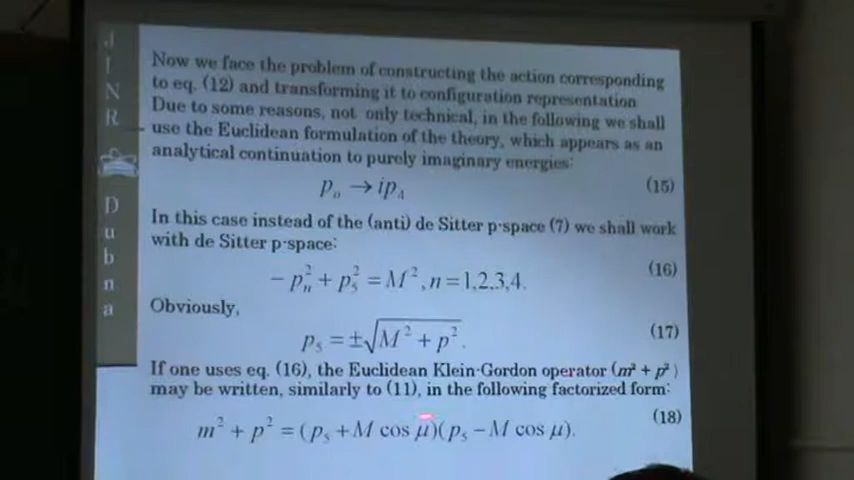 JINR
Dubna
Now we face the problem of constructing the action corresponding
to eq. (12) and transforming it to configuration representation
Due to some reasons, not only technical, in the following we shall
use the Euclidean formulation of the theory, which appears as an
analytical continuation to purely imaginary energies:
p₀ → ip₄ (15)
In this case instead of the (anti) de Sitter p-space (7) we shall work
with de Sitter p-space:
− pₙ² + p₅² = M², n = 1,2,3,4. (16)
Obviously,
p₅ = ±√(M² + p²). (17)
If one uses eq. (16), the Euclidean Klein-Gordon operator (m² + p²)
may be written, similarly to (11), in the following factorized form:
m² + p² = (p₅ + M cos μ)(p₅ − M cos μ). (18)